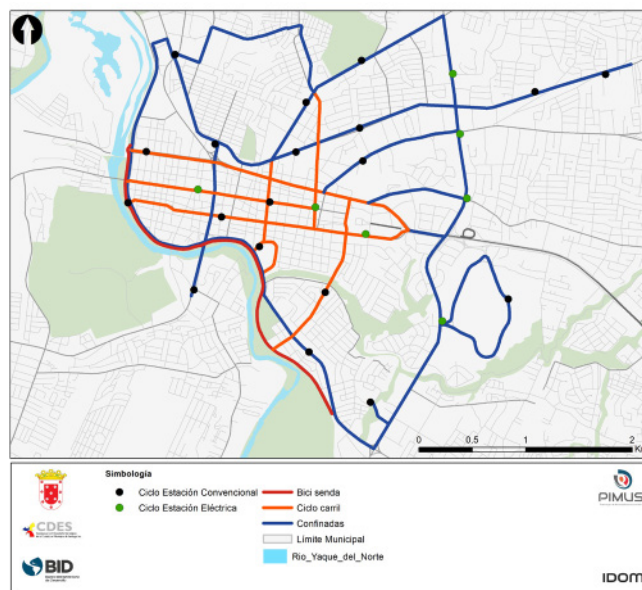 0 0.5 1 2
Km
Simbología
Ciclo Estación Convencional
Ciclo Estación Eléctrica
Bici senda
Ciclo carril
Confinadas
Límite Municipal
Rio_Yaque_del_Norte
CDES
BID
PIMUS
IDOM